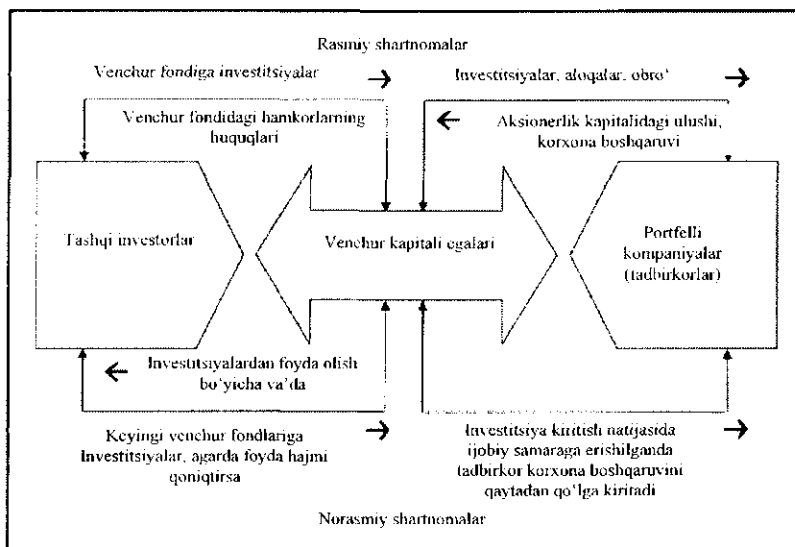 Rasmiy shartnomalar
Venchur fondiga investitsiyalar
Investitsiyalar, aloqalar, obro‘
Venchur fondidagi hamkorlarning
huquqlari
Aksionerlik kapitalidagi ulushi,
korxona boshqaruvi
Tashqi investorlar
Venchur kapitali egalari
Portfelli
kompaniyalar
(tadbirkorlar)
Investitsiyalardan foyda olish
bo‘yicha va’da
Keyingi venchur fondlariga
Investitsiyalar, agarda foyda hajmi
qoniqtirsa
Investitsiya kiritish natijasida
ijobiy samaraga erishilganda
tadbirkor korxona boshqaruvini
qaytadan qo‘lga kiritadi
Norasmiy shartnomalar